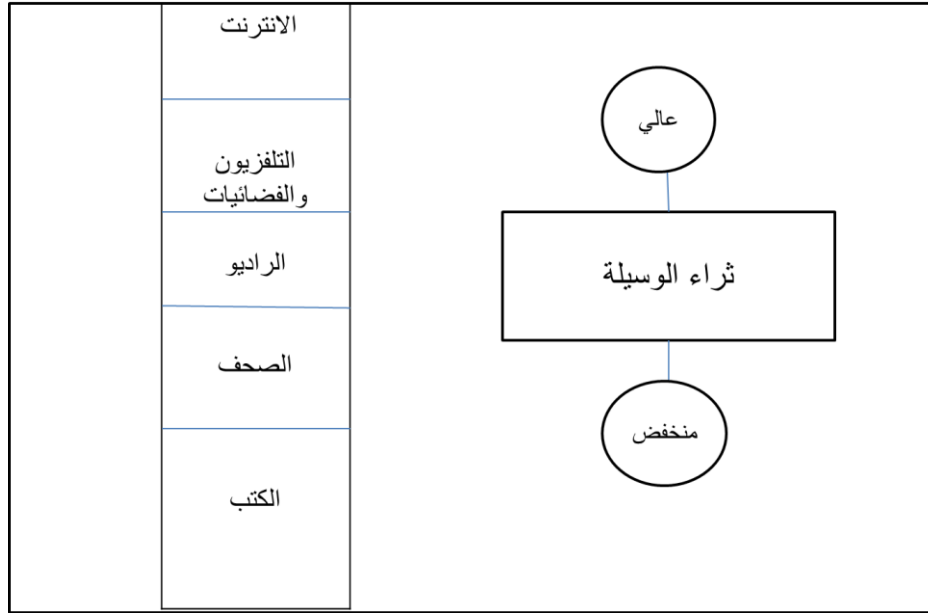 عالي
ثراء الوسيلة
منخفض
الانترنت
التلفزيون
والفضائيات
الراديو
الصحف
الكتب